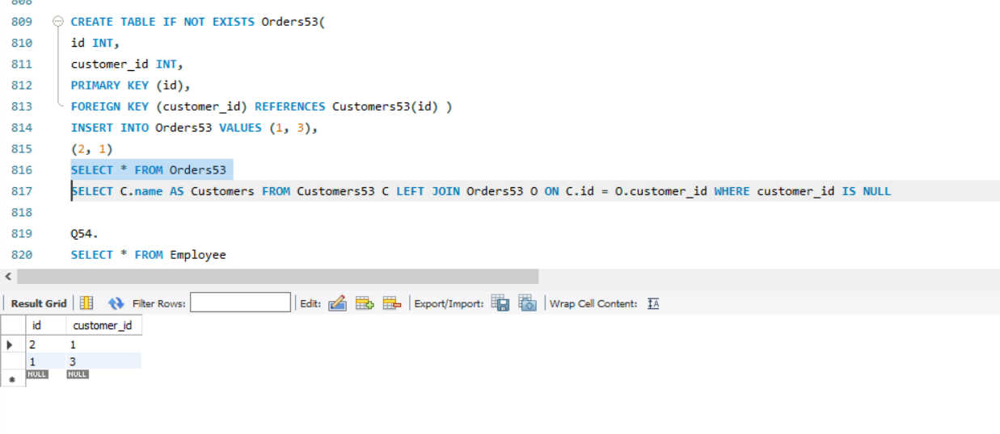 808
809 CREATE TABLE IF NOT EXISTS Orders53(
810 id INT,
811 customer_id INT,
812 PRIMARY KEY (id),
813 FOREIGN KEY (customer_id) REFERENCES Customers53(id) )
814 INSERT INTO Orders53 VALUES (1, 3),
815 (2, 1)
816 SELECT * FROM Orders53
817 SELECT C.name AS Customers FROM Customers53 C LEFT JOIN Orders53 O ON C.id = O.customer_id WHERE customer_id IS NULL
818
819 Q54.
820 SELECT * FROM Employee
Result Grid Filter Rows: Edit: Export/Import: Wrap Cell Content: IA
id customer_id
2 1
1 3
NULL NULL